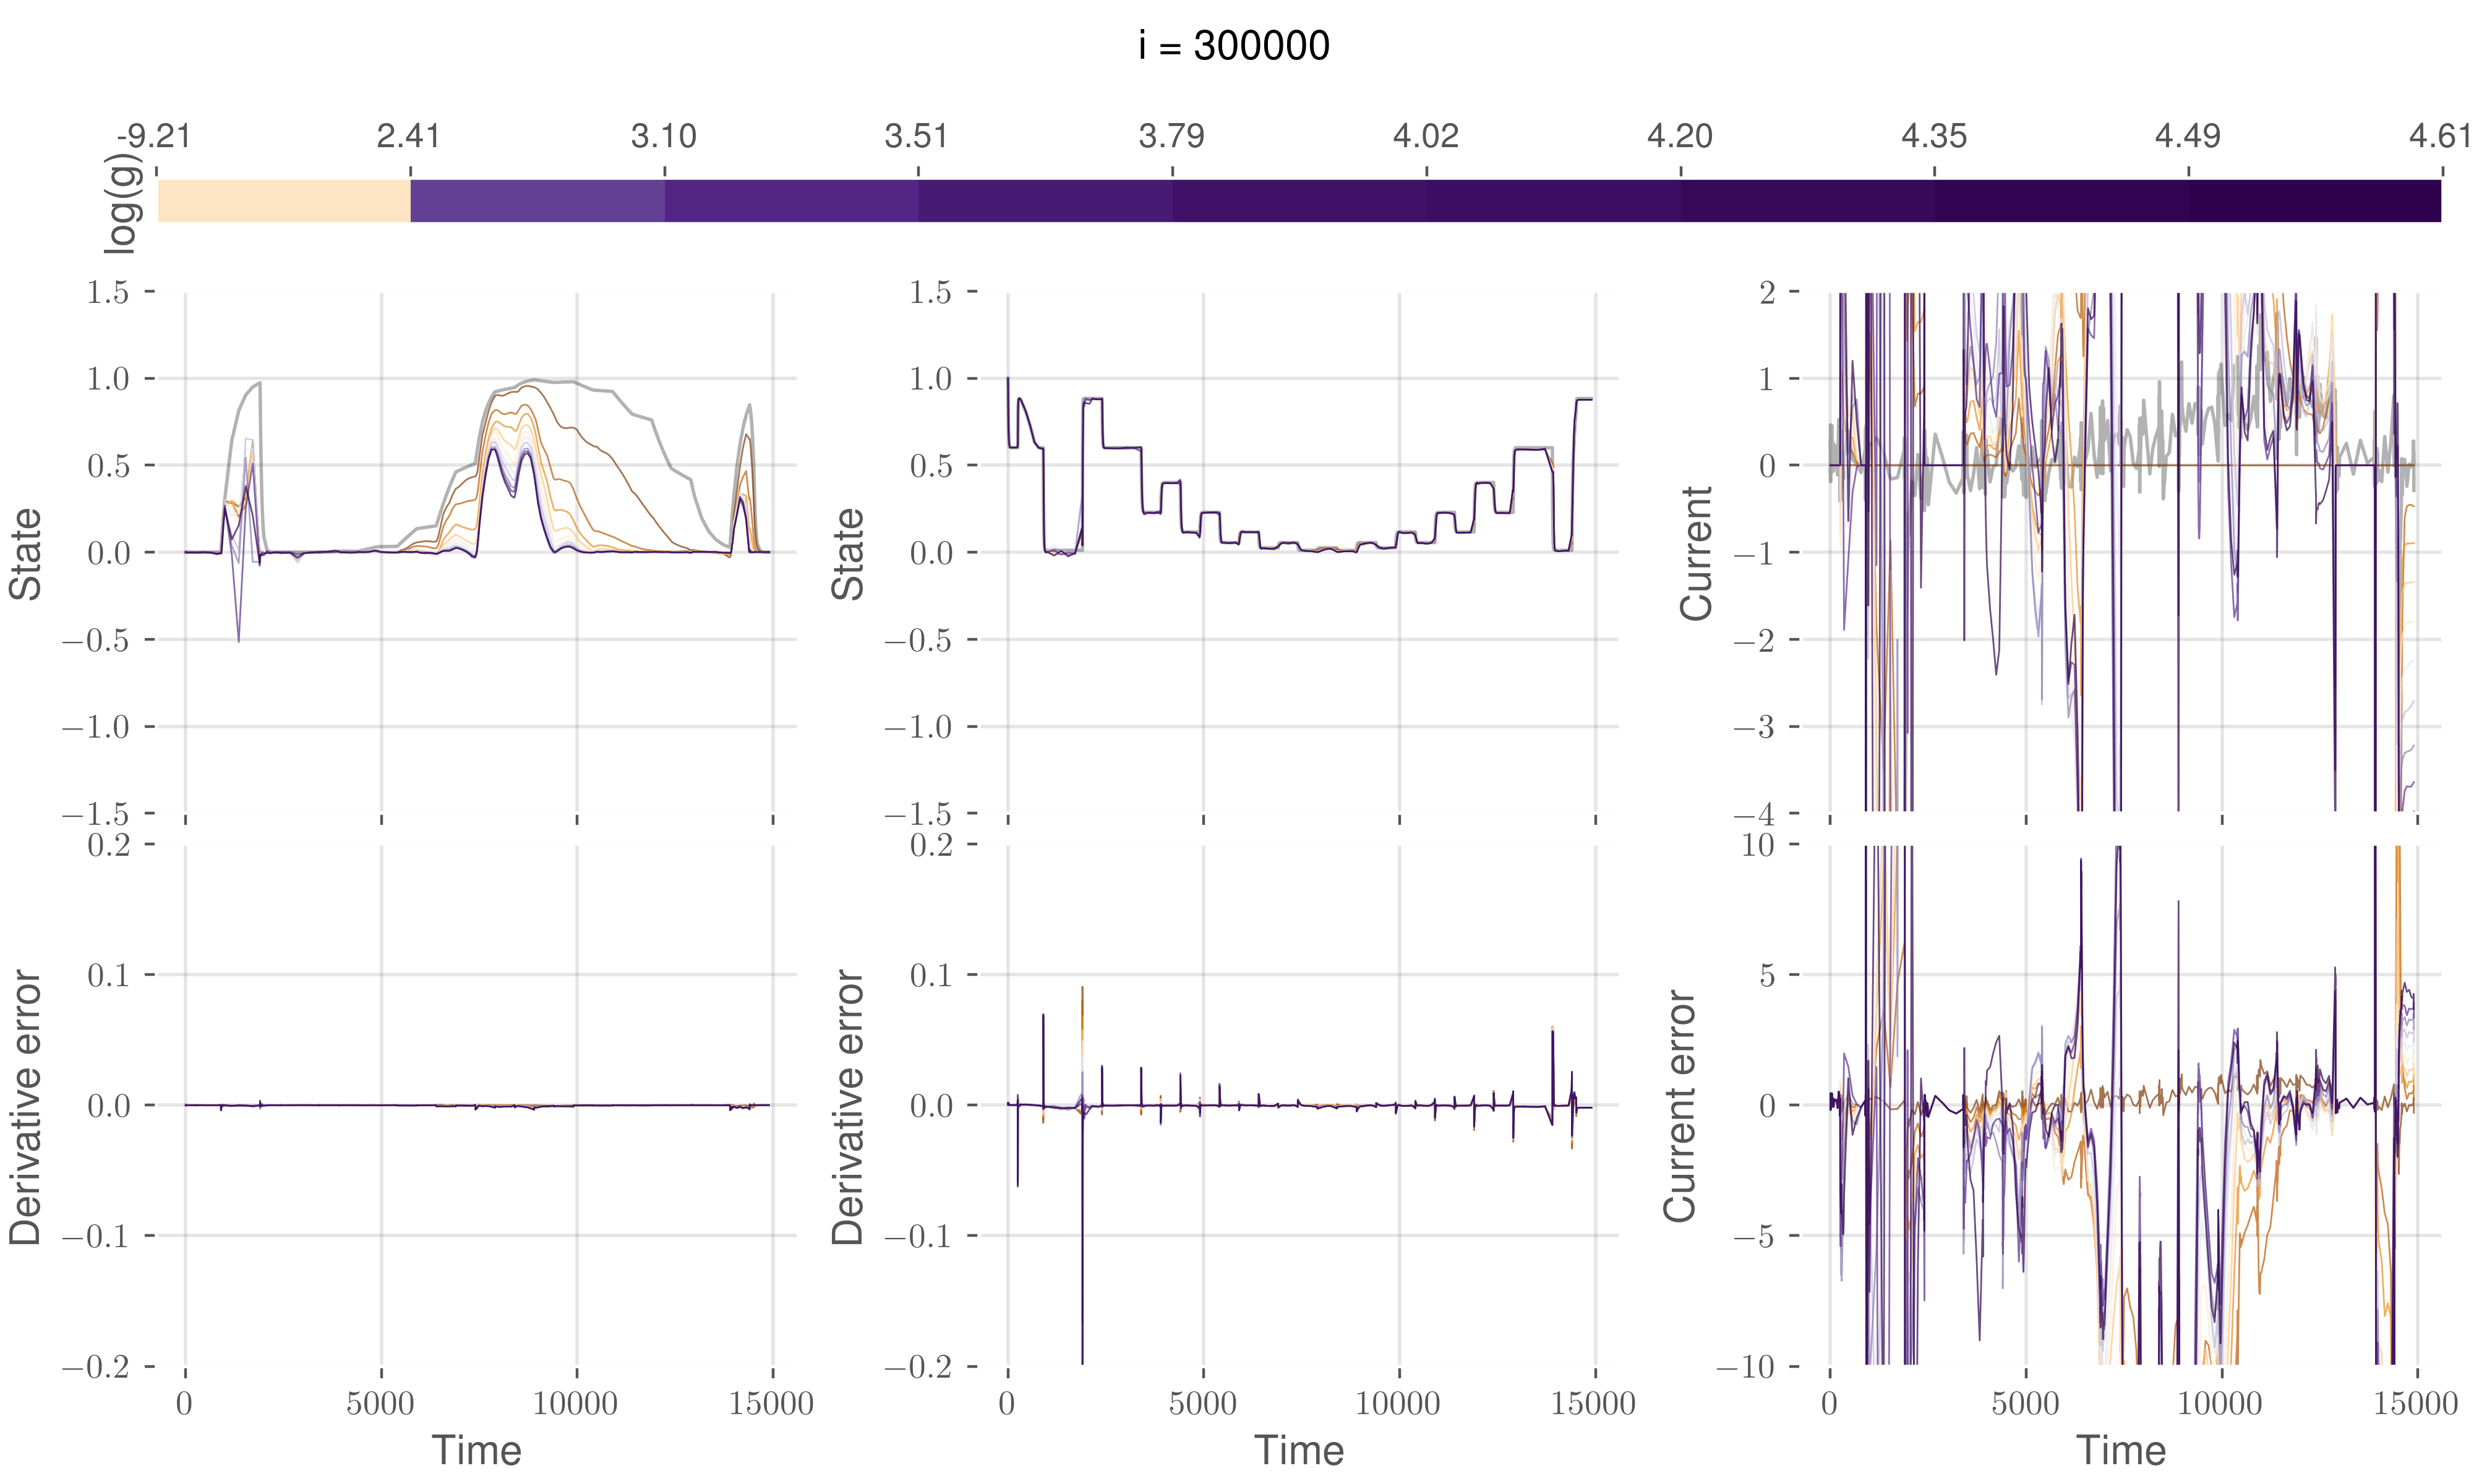 i = 300000
-9.21 2.41 3.10 3.51 3.79 4.02 4.20 4.35 4.49 4.61
log(g)
1.5 1.0 0.5 0.0 −0.5 −1.0 −1.5
State
1.5 1.0 0.5 0.0 −0.5 −1.0 −1.5
State
2 1 0 −1 −2 −3 −4
Current
0.2 0.1 0.0 −0.1 −0.2
Derivative error
0 5000 10000 15000
Time
0.2 0.1 0.0 −0.1 −0.2
Derivative error
0 5000 10000 15000
Time
10 5 0 −5 −10
Current error
0 5000 10000 15000
Time